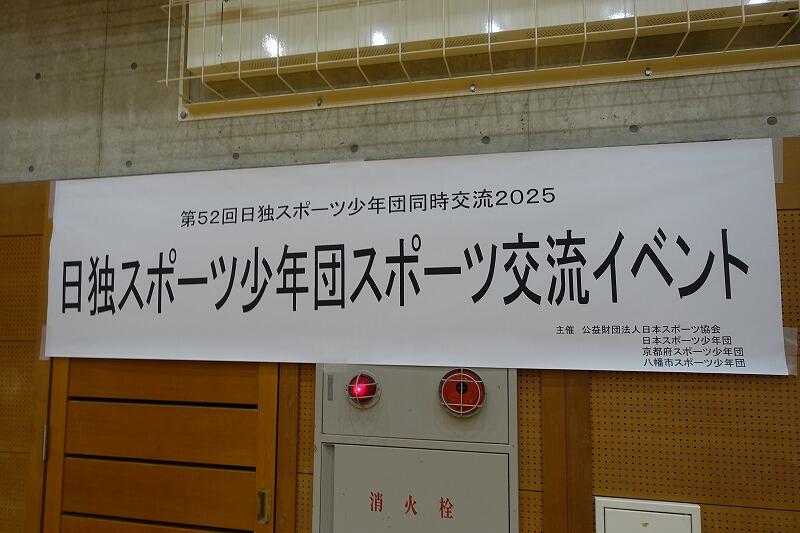 第52回日独スポーツ少年団同時交流2025
日独スポーツ少年団スポーツ交流イベント
主催 公益財団法人日本スポーツ協会
日本スポーツ少年団
京都府スポーツ少年団
八幡市スポーツ少年団
消火栓